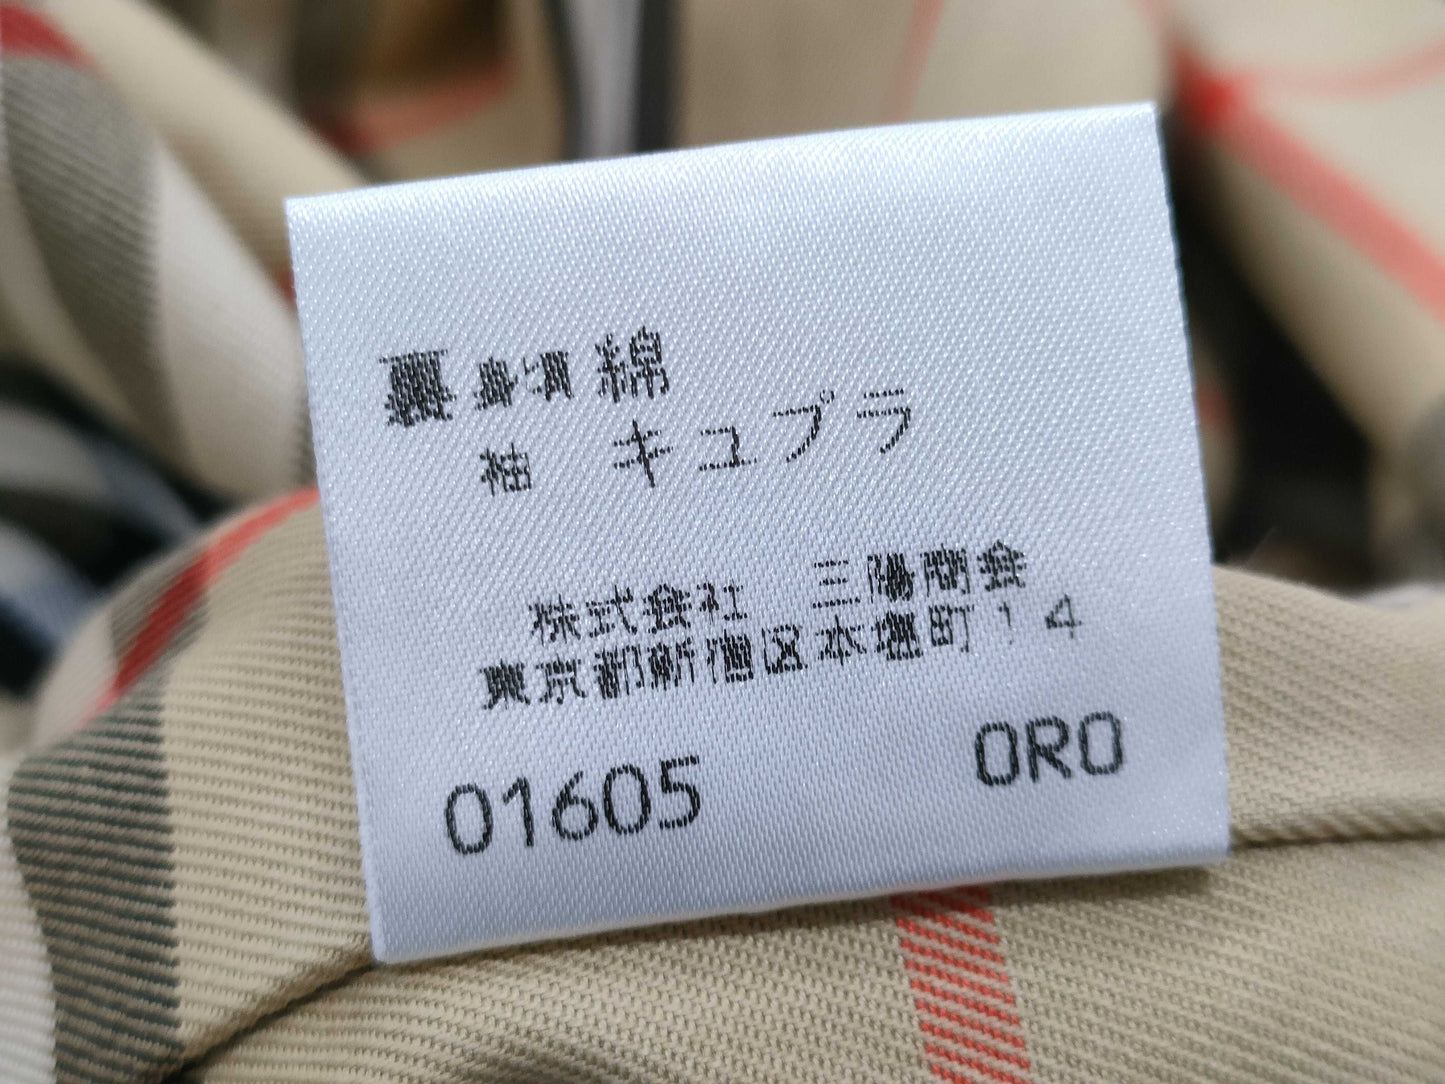 裏身頃 綿
袖 キュプラ
株式会社 三陽商会
東京都新宿区本塩町14
01605 0R0